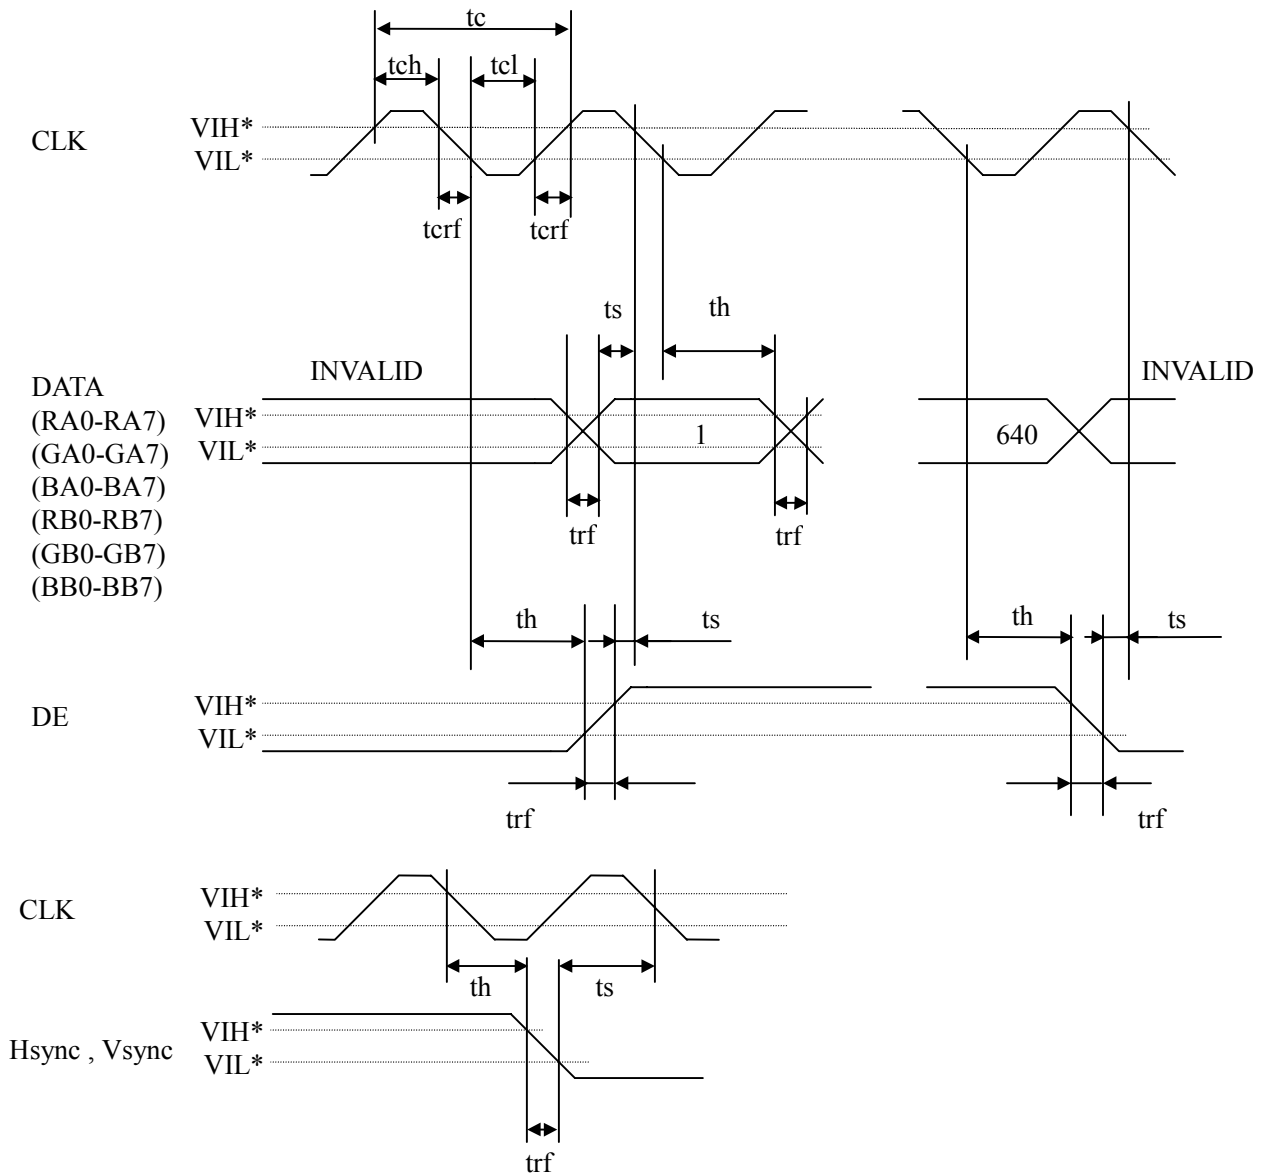 tc
tch tcl
CLK
VIH*
VIL*
tcrf tcrf
ts th
INVALID INVALID
DATA
(RA0-RA7)
(GA0-GA7)
(BA0-BA7)
(RB0-RB7)
(GB0-GB7)
(BB0-BB7)
VIH*
VIL*
1 640
trf trf
th ts th ts
DE
VIH*
VIL*
trf trf
CLK
VIH*
VIL*
th ts
Hsync , Vsync
VIH*
VIL*
trf